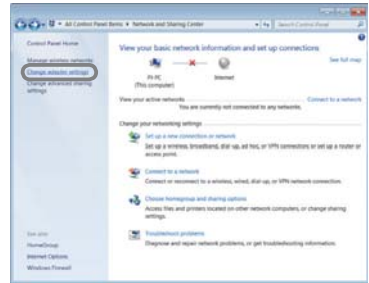 « All Control Panel Items ▸ Network and Sharing Center
Search Control Panel
Control Panel Home
Manage wireless networks
Change adapter settings
Change advanced sharing
settings
View your basic network information and set up connections
See full map
(This computer)
Internet
View your active networks
Connect to a network
You are currently not connected to any networks.
Change your networking settings
Set up a new connection or network
Set up a wireless, broadband, dial-up, ad hoc, or VPN connection; or set up a router or
access point.
Connect to a network
Connect or reconnect to a wireless, wired, dial-up, or VPN network connection.
Choose homegroup and sharing options
Access files and printers located on other network computers, or change sharing
settings.
Troubleshoot problems
Diagnose and repair network problems, or get troubleshooting information.
See also
HomeGroup
Internet Options
Windows Firewall